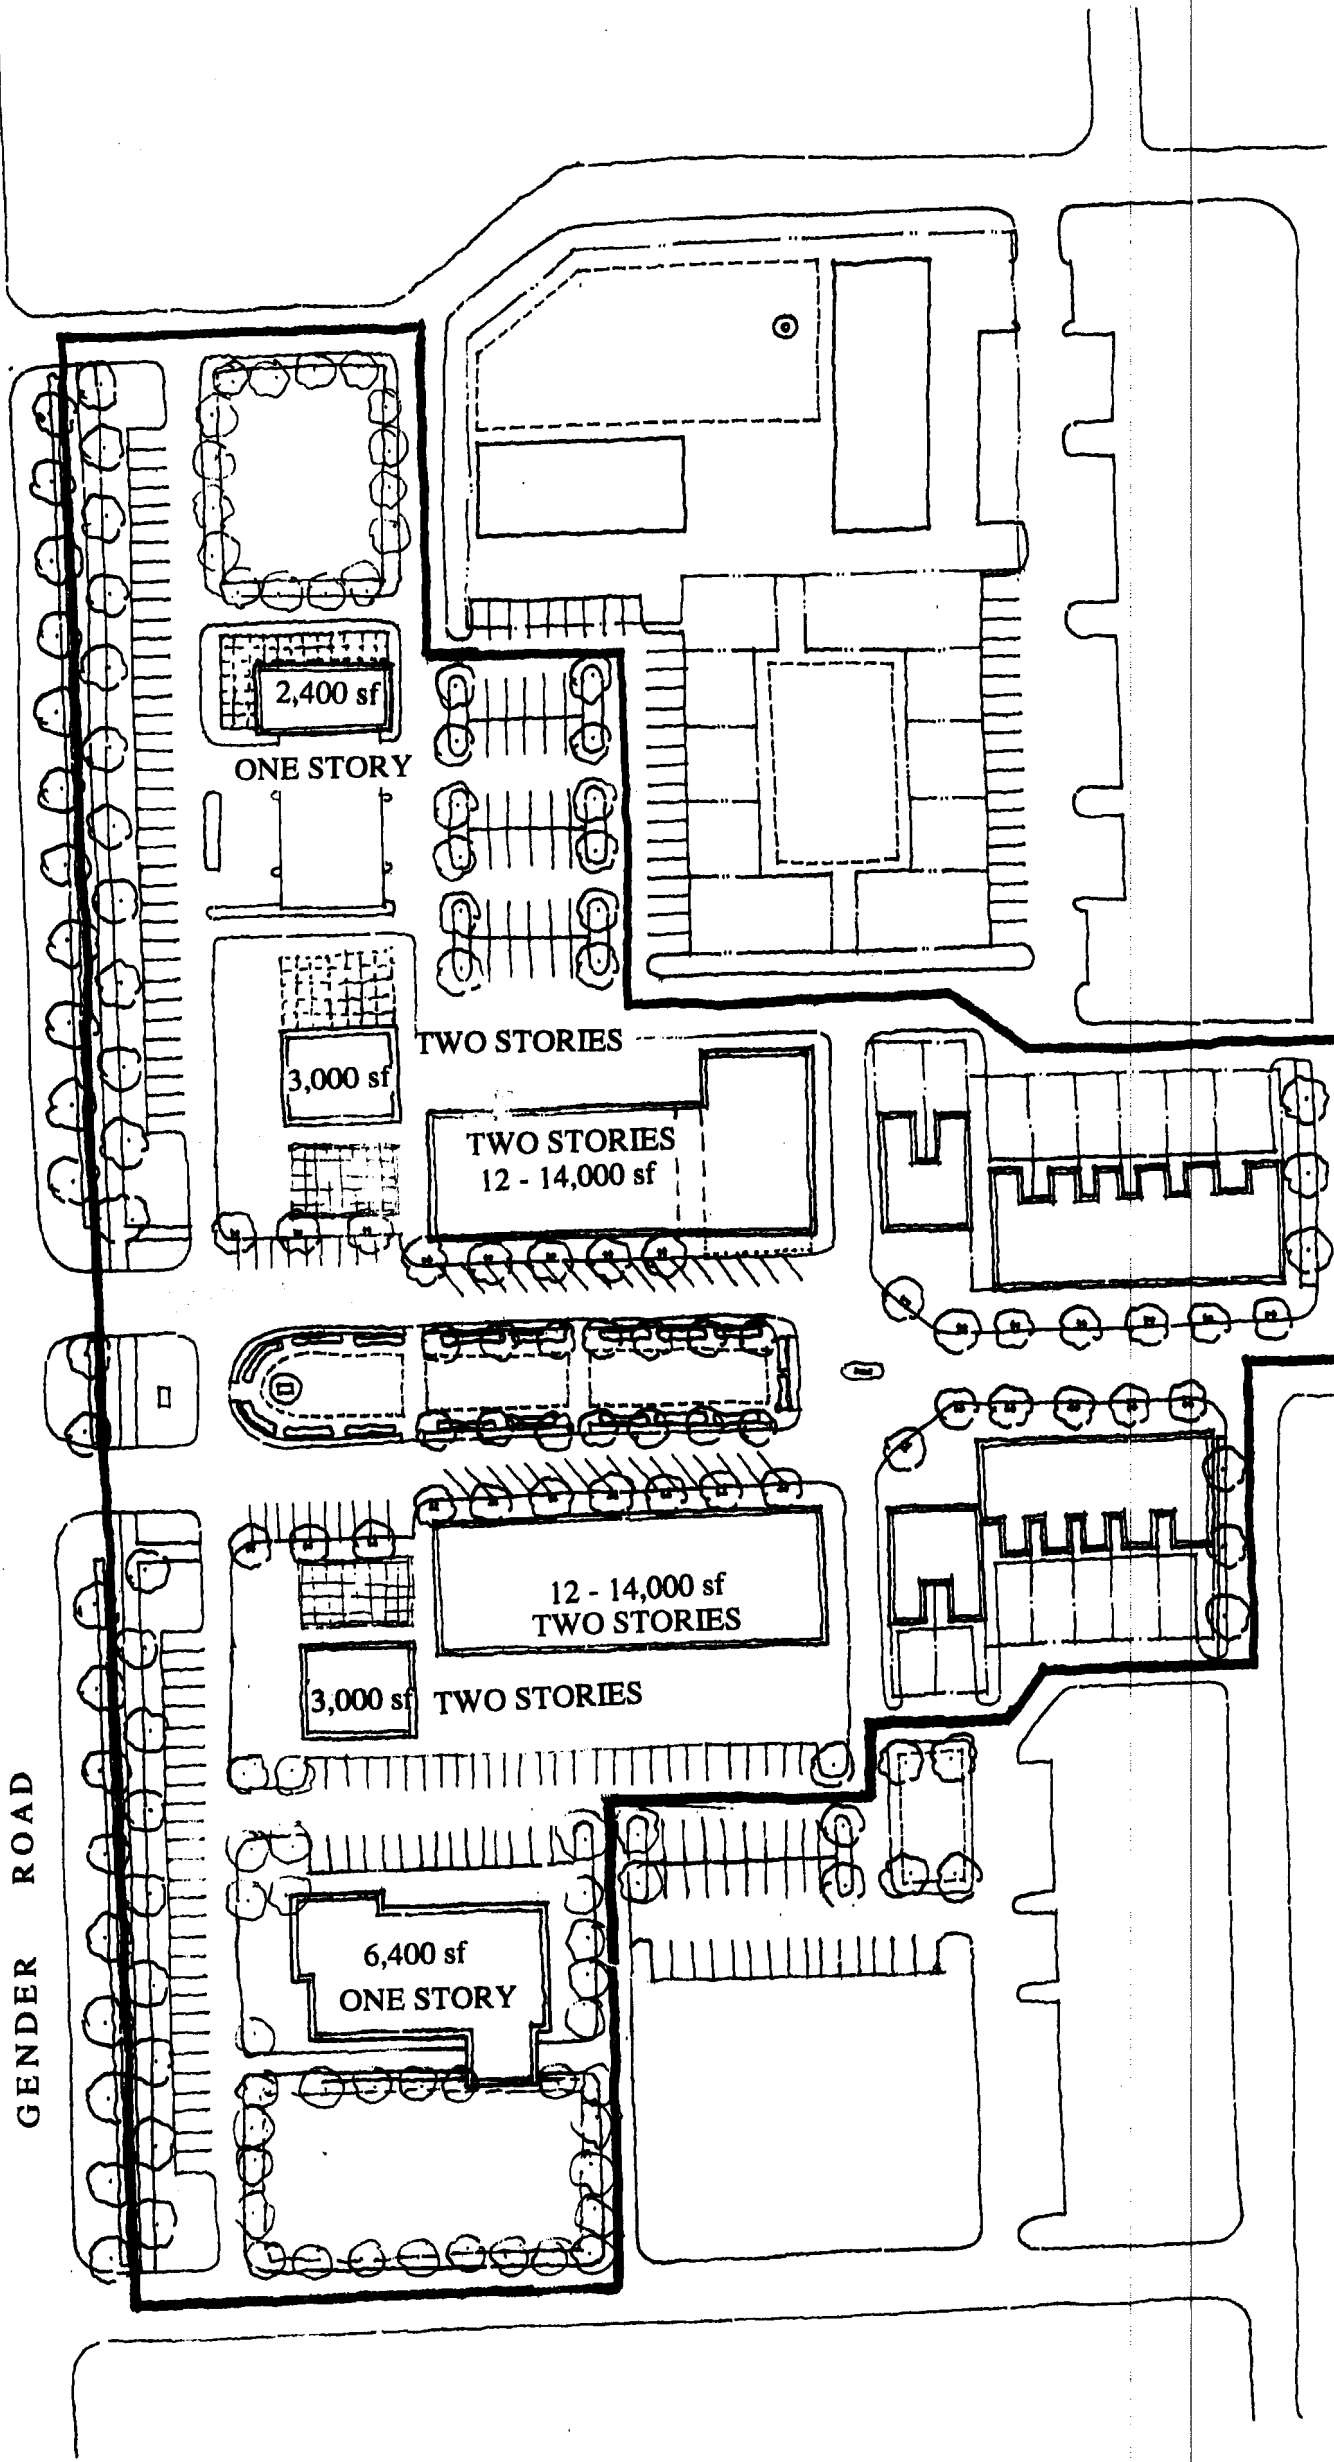 2,400 sf
ONE STORY
TWO STORIES
3,000 sf
TWO STORIES
12 - 14,000 sf
12 - 14,000 sf
TWO STORIES
3,000 sf
TWO STORIES
6,400 sf
ONE STORY
GENDER ROAD